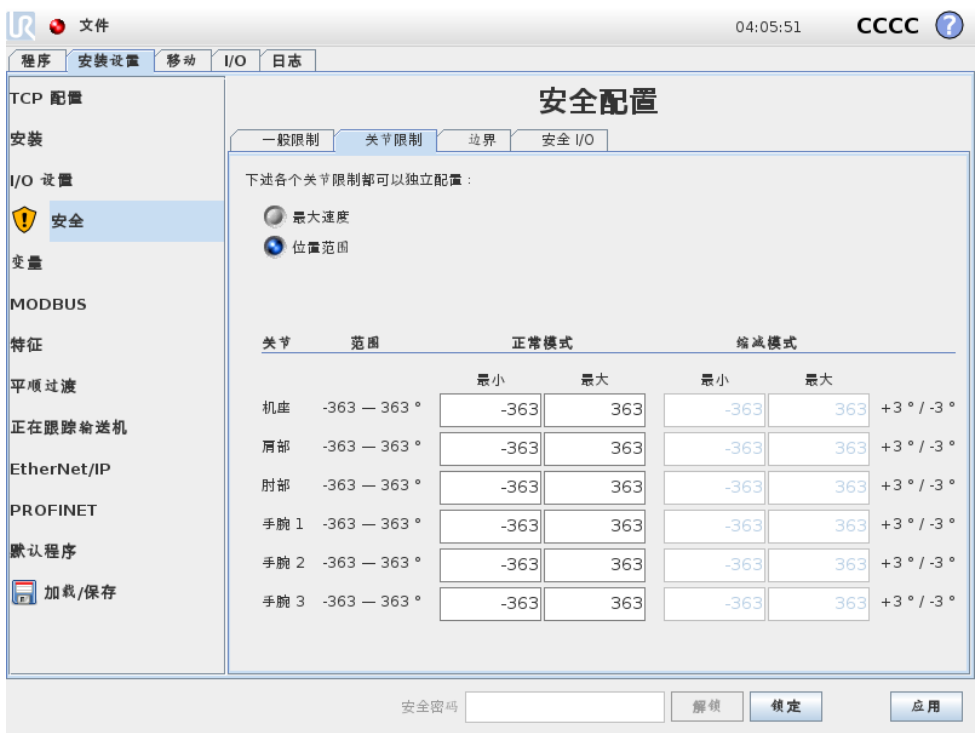 UR 文件 04:05:51 CCCC ?
程序 安装设置 移动 I/O 日志
TCP 配置
安装
I/O 设置
安全
变量
MODBUS
特征
平顺过渡
正在跟踪输送机
EtherNet/IP
PROFINET
默认程序
加载/保存
安全配置
一般限制 关节限制 边界 安全 I/O
下述各个关节限制都可以独立配置:
最大速度
位置范围
关节 范围 正常模式 缩减模式
最小 最大 最小 最大
机座 -363 — 363 ° -363 363 -363 363 +3 ° / -3 °
肩部 -363 — 363 ° -363 363 -363 363 +3 ° / -3 °
肘部 -363 — 363 ° -363 363 -363 363 +3 ° / -3 °
手腕 1 -363 — 363 ° -363 363 -363 363 +3 ° / -3 °
手腕 2 -363 — 363 ° -363 363 -363 363 +3 ° / -3 °
手腕 3 -363 — 363 ° -363 363 -363 363 +3 ° / -3 °
安全密码 解锁 锁定 应用